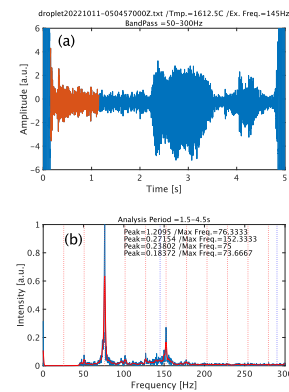 droplet20221011-050457000Z.txt /Tmp.=1612.5C /Ex. Freq.=145Hz
BandPass =50-300Hz
(a)
Amplitude [a.u.]
6
4
2
0
-2
-4
-6
0 1 2 3 4 5
Time [s]
Analysis Period =1.5-4.5s
(b)
Peak=1.2095 /Max Freq.=76.3333
Peak=0.27154 /Max Freq.=152.3333
Peak=0.23802 /Max Freq.=75
Peak=0.18372 /Max Freq.=73.6667
Intensity [a.u.]
1
0.8
0.6
0.4
0.2
0
0 50 100 150 200 250 300
Frequency [Hz]